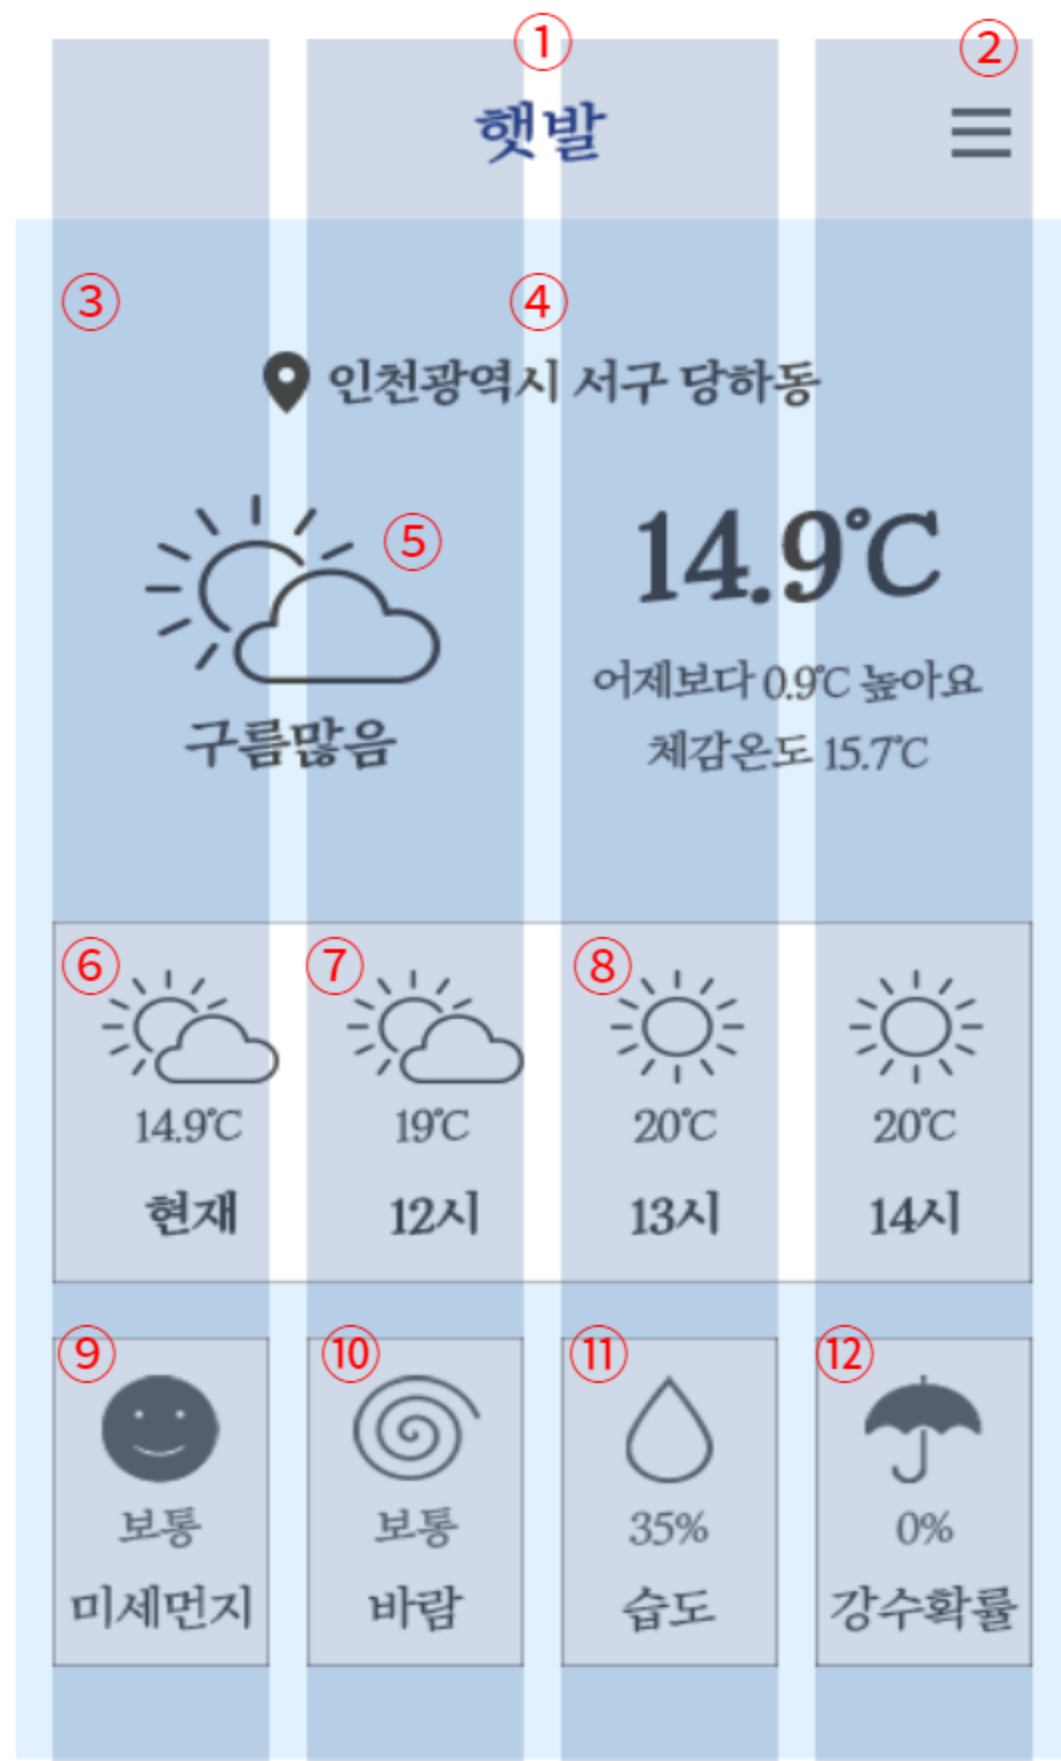 ①
②
햇발
③
④
인천광역시 서구 당하동
⑤
14.9℃
어제보다 0.9℃ 높아요
구름많음
체감온도 15.7℃
⑥ ⑦ ⑧
14.9℃ 19℃ 20℃ 20℃
현재 12시 13시 14시
⑨ ⑩ ⑪ ⑫
보통 보통 35% 0%
미세먼지 바람 습도 강수확률